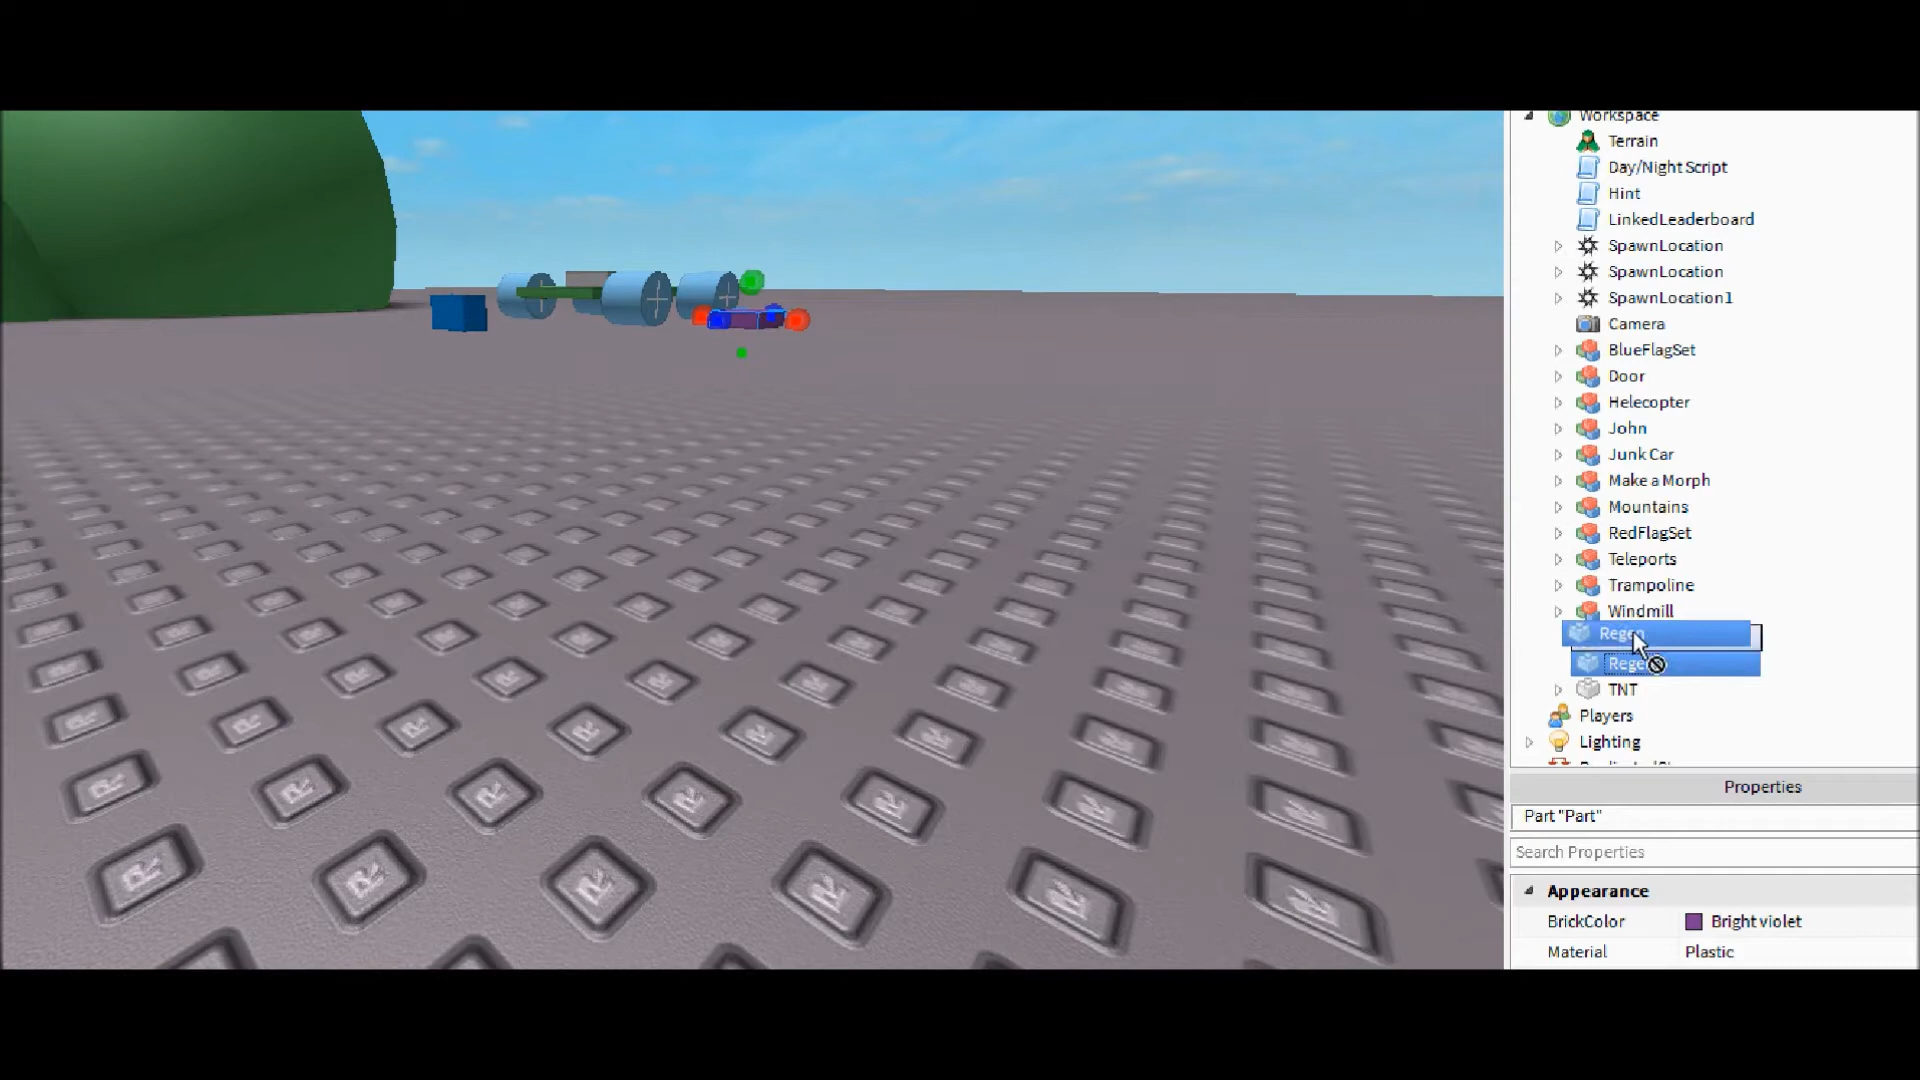 Workspace
Terrain
Day/Night Script
Hint
LinkedLeaderboard
SpawnLocation
SpawnLocation
SpawnLocation1
Camera
BlueFlagSet
Door
Helecopter
John
Junk Car
Make a Morph
Mountains
RedFlagSet
Teleports
Trampoline
Windmill
TNT
Players
Lighting
Properties
Part "Part"
Search Properties
Appearance
BrickColor Bright violet
Material Plastic